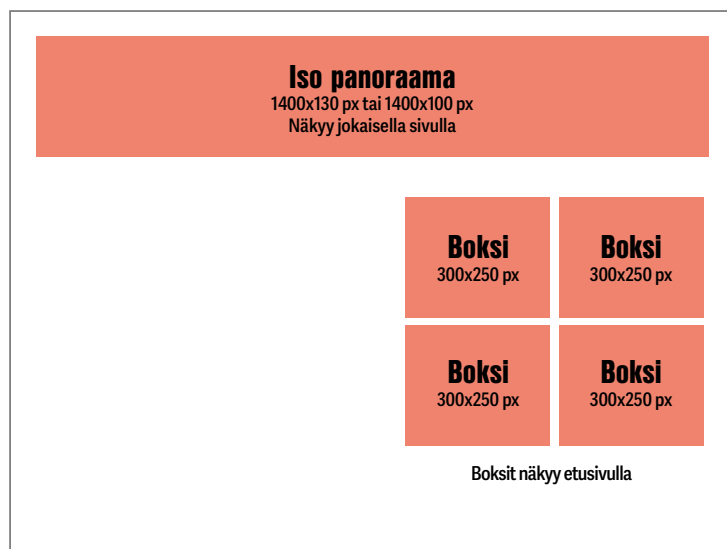 Iso panoraama
1400x130 px tai 1400x100 px
Näkyy jokaisella sivulla
Boksi
300x250 px
Boksi
300x250 px
Boksi
300x250 px
Boksi
300x250 px
Boksit näkyy etusivulla